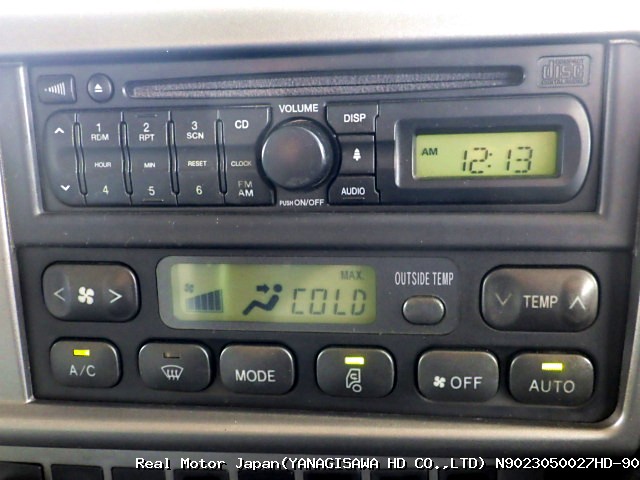 disc
VOLUME
DISP
1 2 3 CD
RDM RPT SCN
AM 12:13
HOUR MIN RESET CLOCK
4 5 6 FM
AM
AUDIO
PUSH ON/OFF
MAX.
COLD
OUTSIDE TEMP
TEMP
A/C
MODE
OFF
AUTO
Real Motor Japan(YANAGISAWA HD CO.,LTD) N9023050027HD-90